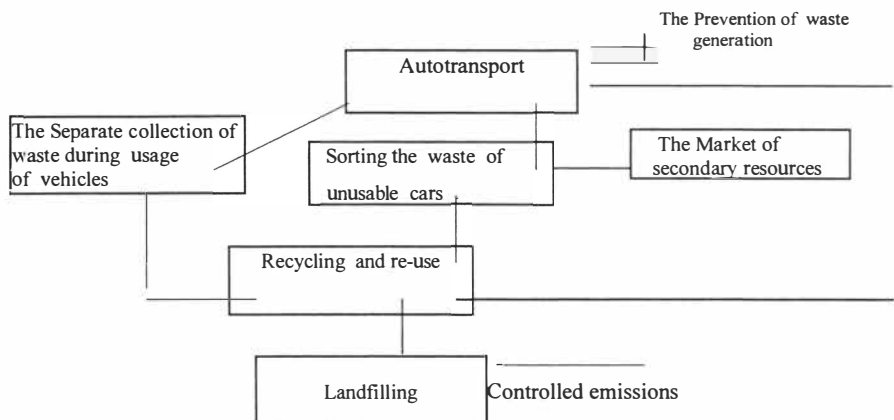 The Prevention of waste
generation
Autotransport
The Separate collection of
waste during usage
of vehicles
Sorting the waste of
unusable cars
The Market of
secondary resources
Recycling and re-use
Landfilling
Controlled emissions